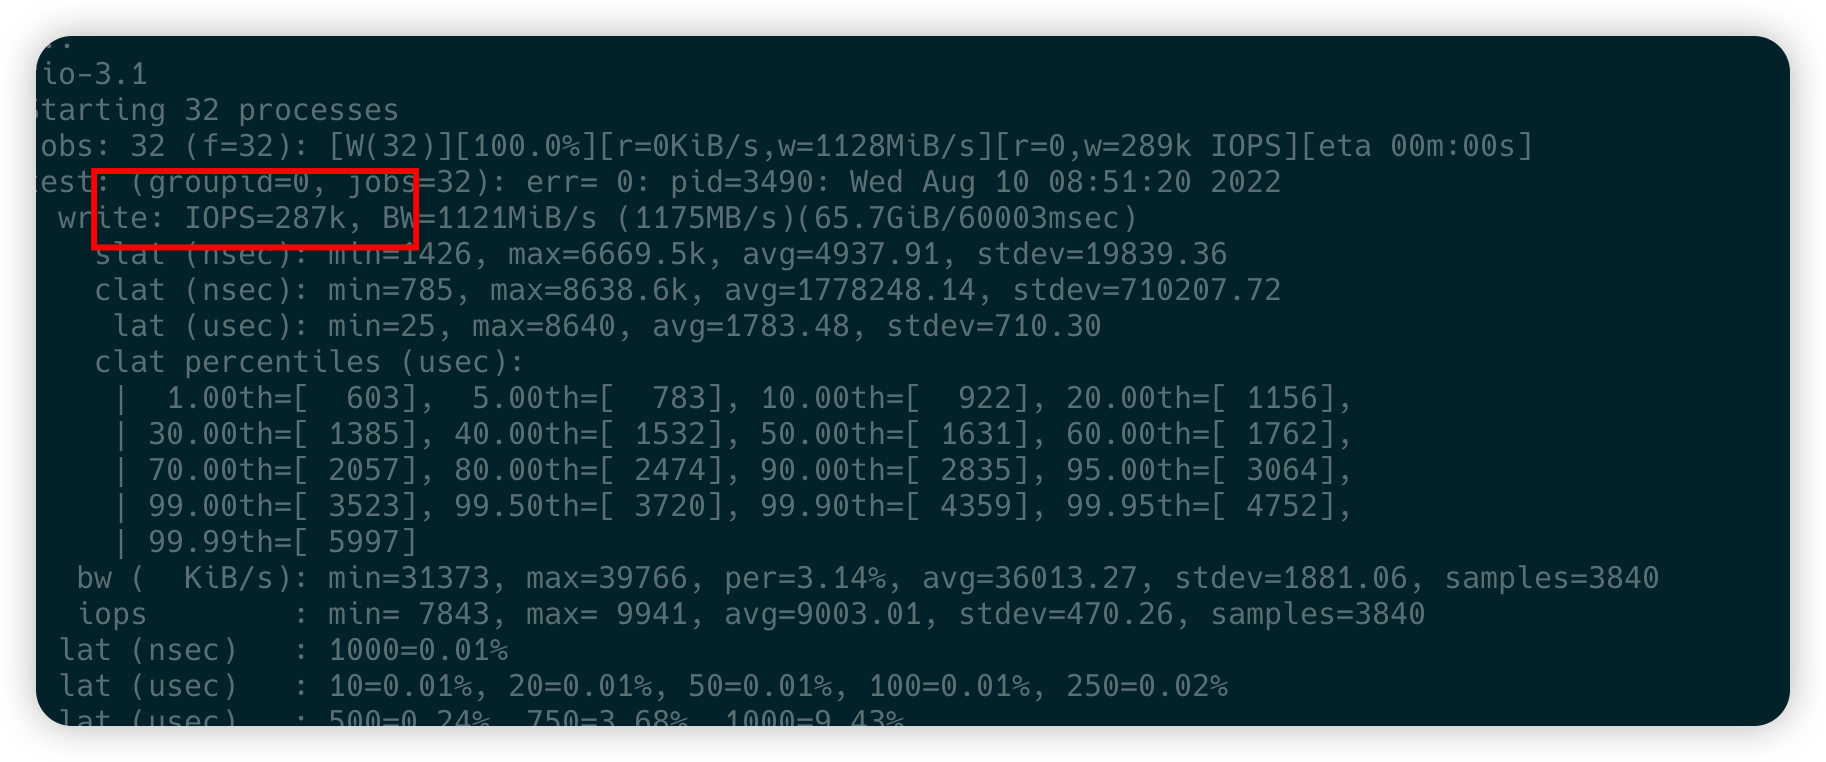 ..
io-3.1
Starting 32 processes
obs: 32 (f=32): [W(32)][100.0%][r=0KiB/s,w=1128MiB/s][r=0,w=289k IOPS][eta 00m:00s]
test: (groupid=0, jobs=32): err= 0: pid=3490: Wed Aug 10 08:51:20 2022
  write: IOPS=287k, BW=1121MiB/s (1175MB/s)(65.7GiB/60003msec)
    slat (nsec): min=1426, max=6669.5k, avg=4937.91, stdev=19839.36
    clat (nsec): min=785, max=8638.6k, avg=1778248.14, stdev=710207.72
     lat (usec): min=25, max=8640, avg=1783.48, stdev=710.30
    clat percentiles (usec):
     |  1.00th=[  603],  5.00th=[  783], 10.00th=[  922], 20.00th=[ 1156],
     | 30.00th=[ 1385], 40.00th=[ 1532], 50.00th=[ 1631], 60.00th=[ 1762],
     | 70.00th=[ 2057], 80.00th=[ 2474], 90.00th=[ 2835], 95.00th=[ 3064],
     | 99.00th=[ 3523], 99.50th=[ 3720], 99.90th=[ 4359], 99.95th=[ 4752],
     | 99.99th=[ 5997]
   bw (  KiB/s): min=31373, max=39766, per=3.14%, avg=36013.27, stdev=1881.06, samples=3840
   iops        : min= 7843, max= 9941, avg=9003.01, stdev=470.26, samples=3840
  lat (nsec)   : 1000=0.01%
  lat (usec)   : 10=0.01%, 20=0.01%, 50=0.01%, 100=0.01%, 250=0.02%
  lat (usec)   : 500=0.24%, 750=3.68%, 1000=9.43%